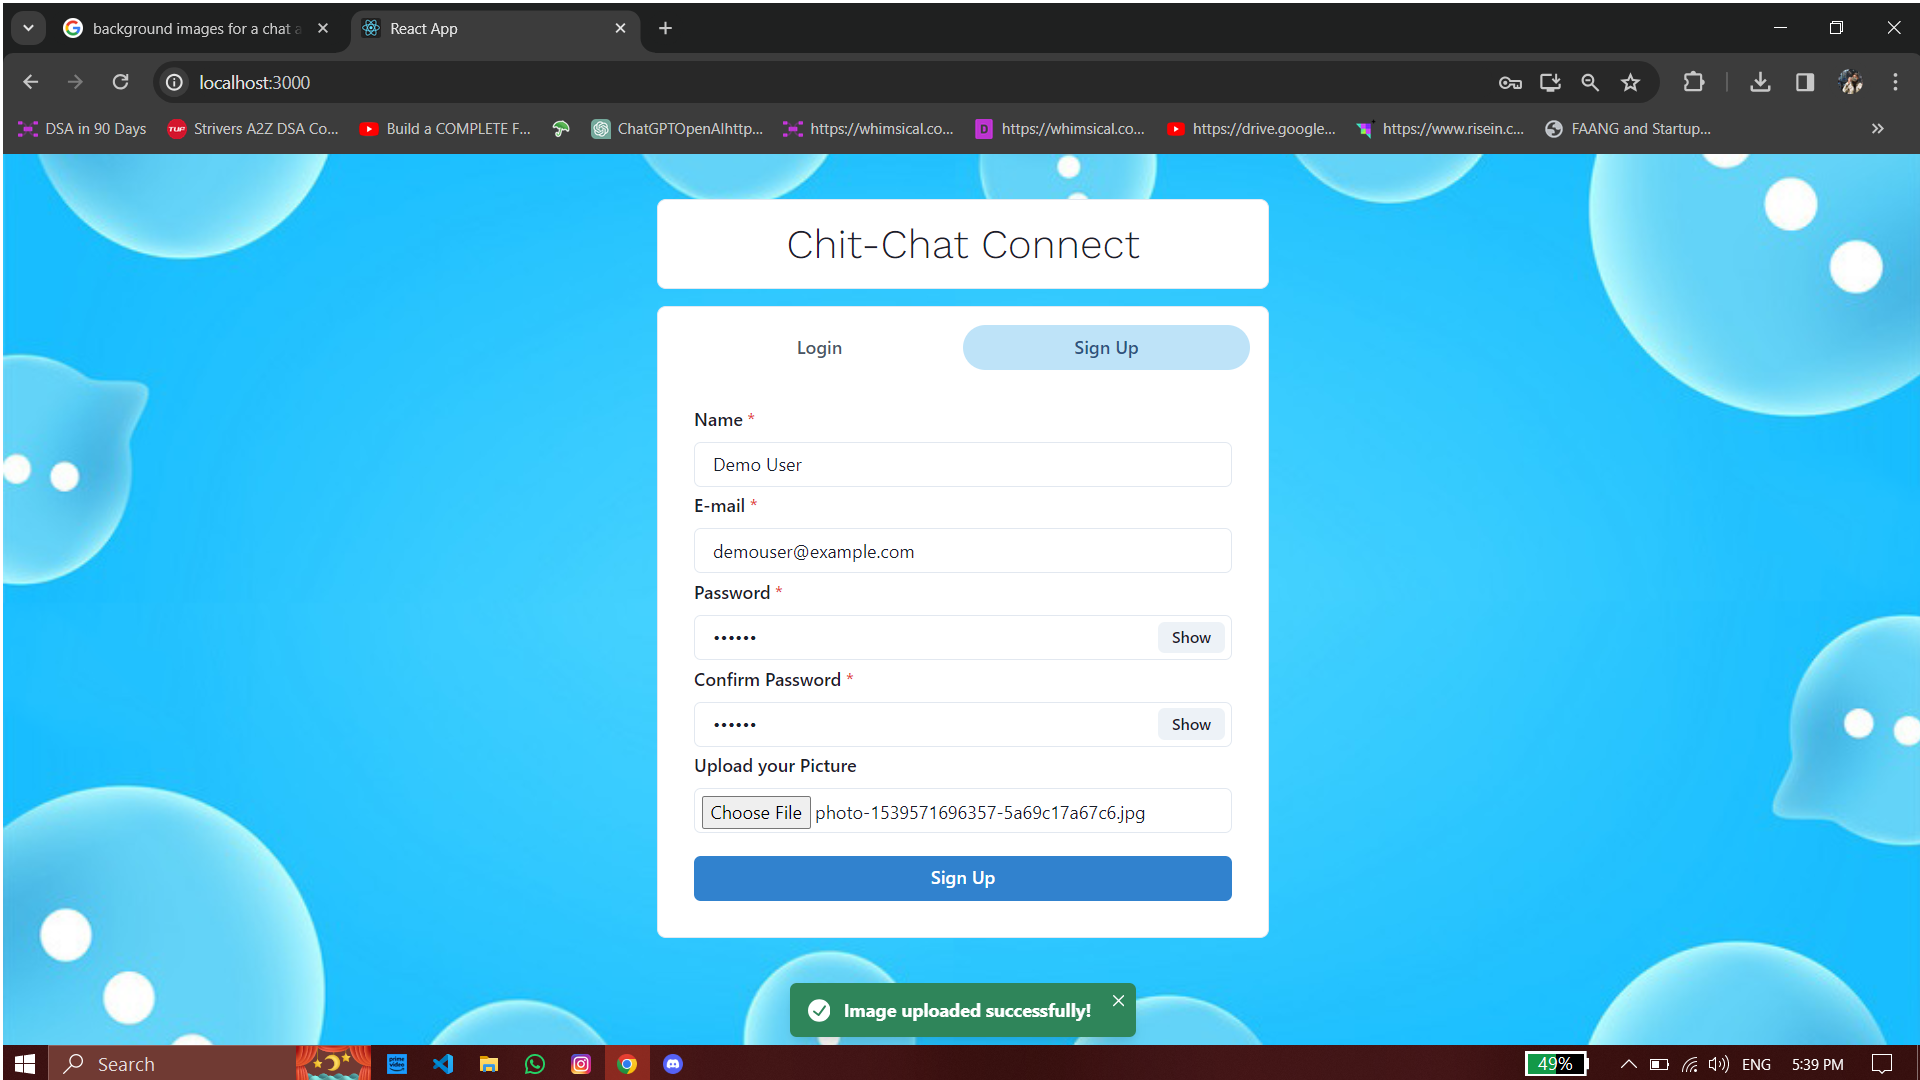 background images for a chat a
React App
localhost:3000
DSA in 90 Days
Strivers A2Z DSA Co...
Build a COMPLETE F...
ChatGPTOpenAIhttp...
https://whimsical.co...
D
https://whimsical.co...
https://drive.google...
https://www.risein.c...
FAANG and Startup...
Chit-Chat Connect
Login
Sign Up
Name *
Demo User
E-mail *
demouser@example.com
Password *
••••••
Show
Confirm Password *
••••••
Show
Upload your Picture
Choose File photo-1539571696357-5a69c17a67c6.jpg
Sign Up
Image uploaded successfully!
Search
prime video
49%
ENG
5:39 PM